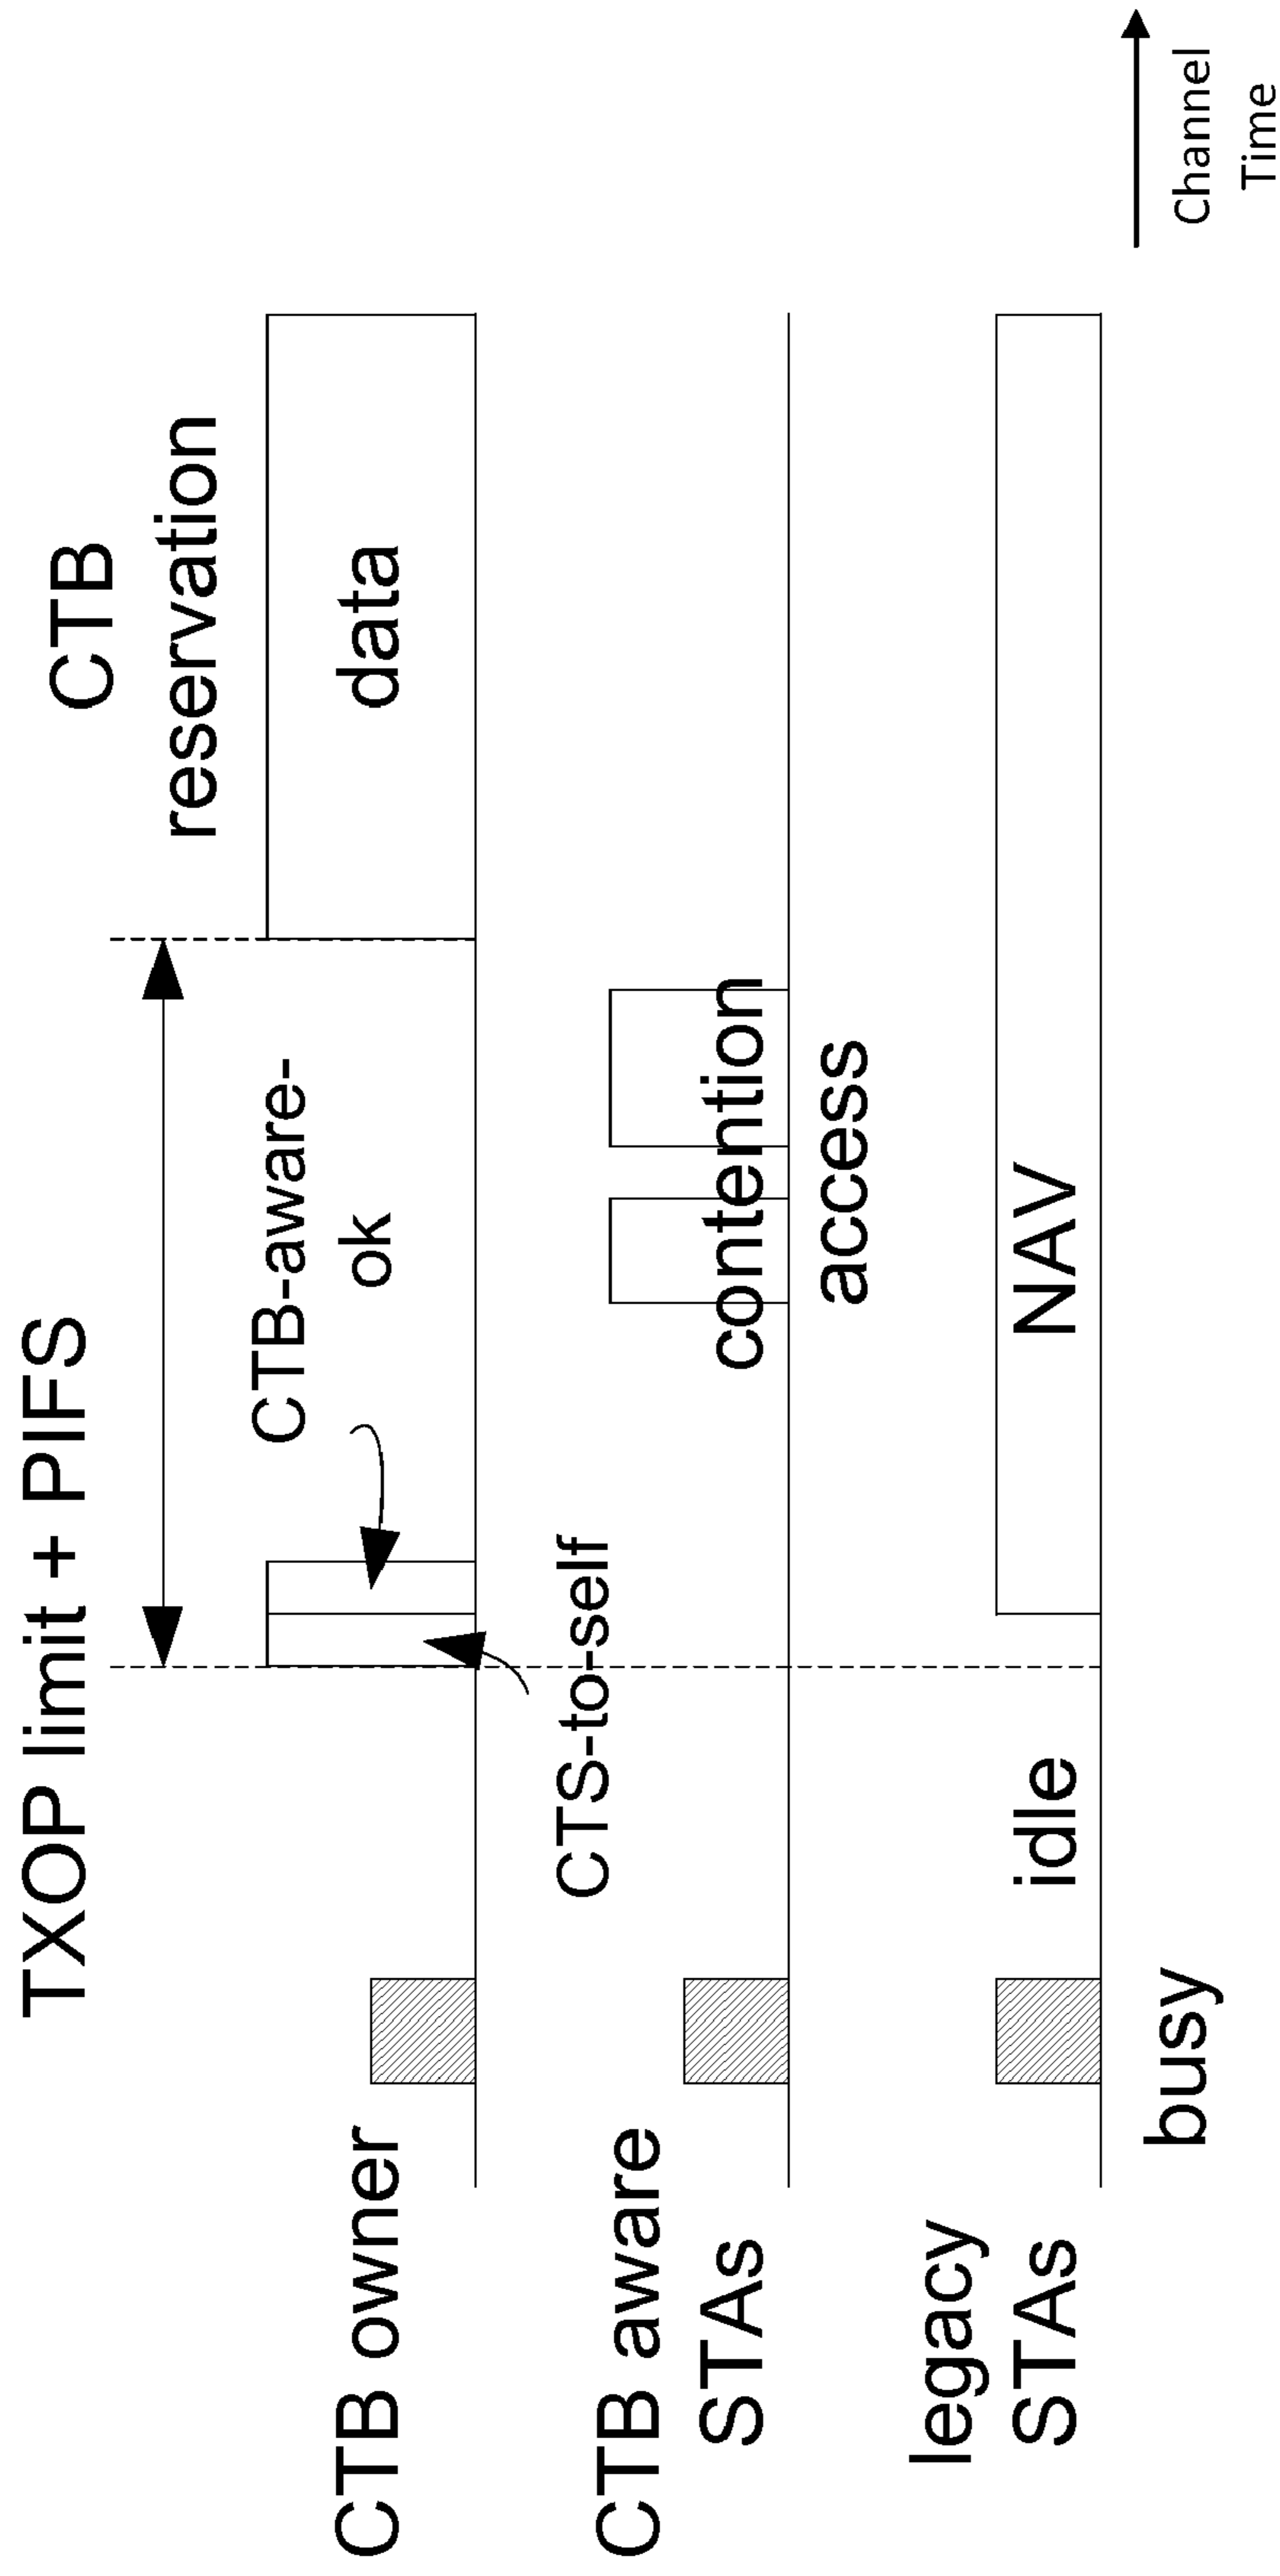 TXOP limit + PIFS
CTB
reservation
CTB owner
CTB-aware-
ok
data
CTS-to-self
CTB aware
STAs
contention
access
legacy
STAs
idle
NAV
busy
Channel
Time